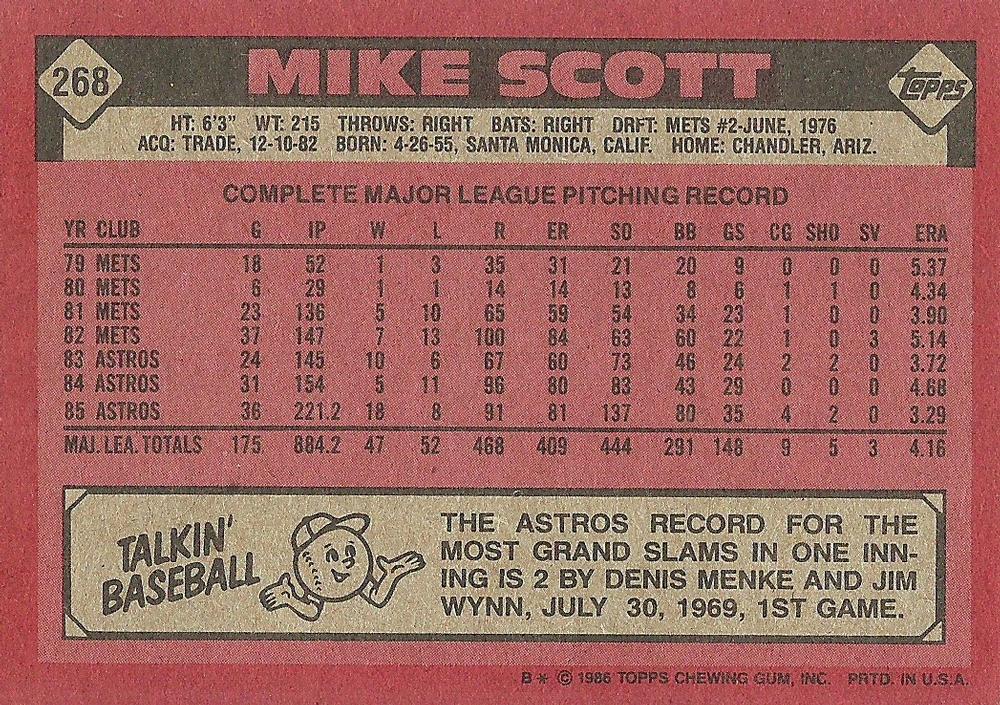 268
MIKE SCOTT
TOPPS
HT: 6'3" WT: 215 THROWS: RIGHT BATS: RIGHT DRFT: METS #2-JUNE, 1976
ACQ: TRADE, 12-10-82 BORN: 4-26-55, SANTA MONICA, CALIF. HOME: CHANDLER, ARIZ.
COMPLETE MAJOR LEAGUE PITCHING RECORD
YR CLUB G IP W L R ER SO BB GS CG SHO SV ERA
79 METS 18 52 1 3 35 31 21 20 9 0 0 0 5.37
80 METS 6 29 1 1 14 14 13 8 6 1 1 0 4.34
81 METS 23 136 5 10 65 59 54 34 23 1 0 0 3.90
82 METS 37 147 7 13 100 84 63 60 22 1 0 3 5.14
83 ASTROS 24 145 10 6 67 60 73 46 24 2 2 0 3.72
84 ASTROS 31 154 5 11 96 80 83 43 29 0 0 0 4.68
85 ASTROS 36 221.2 18 8 91 81 137 80 35 4 2 0 3.29
MAJ. LEA. TOTALS 175 884.2 47 52 468 409 444 291 148 9 5 3 4.16
TALKIN'
BASEBALL
THE ASTROS RECORD FOR THE
MOST GRAND SLAMS IN ONE INN-
ING IS 2 BY DENIS MENKE AND JIM
WYNN, JULY 30, 1969, 1ST GAME.
B * © 1986 TOPPS CHEWING GUM, INC. PRTD. IN U.S.A.